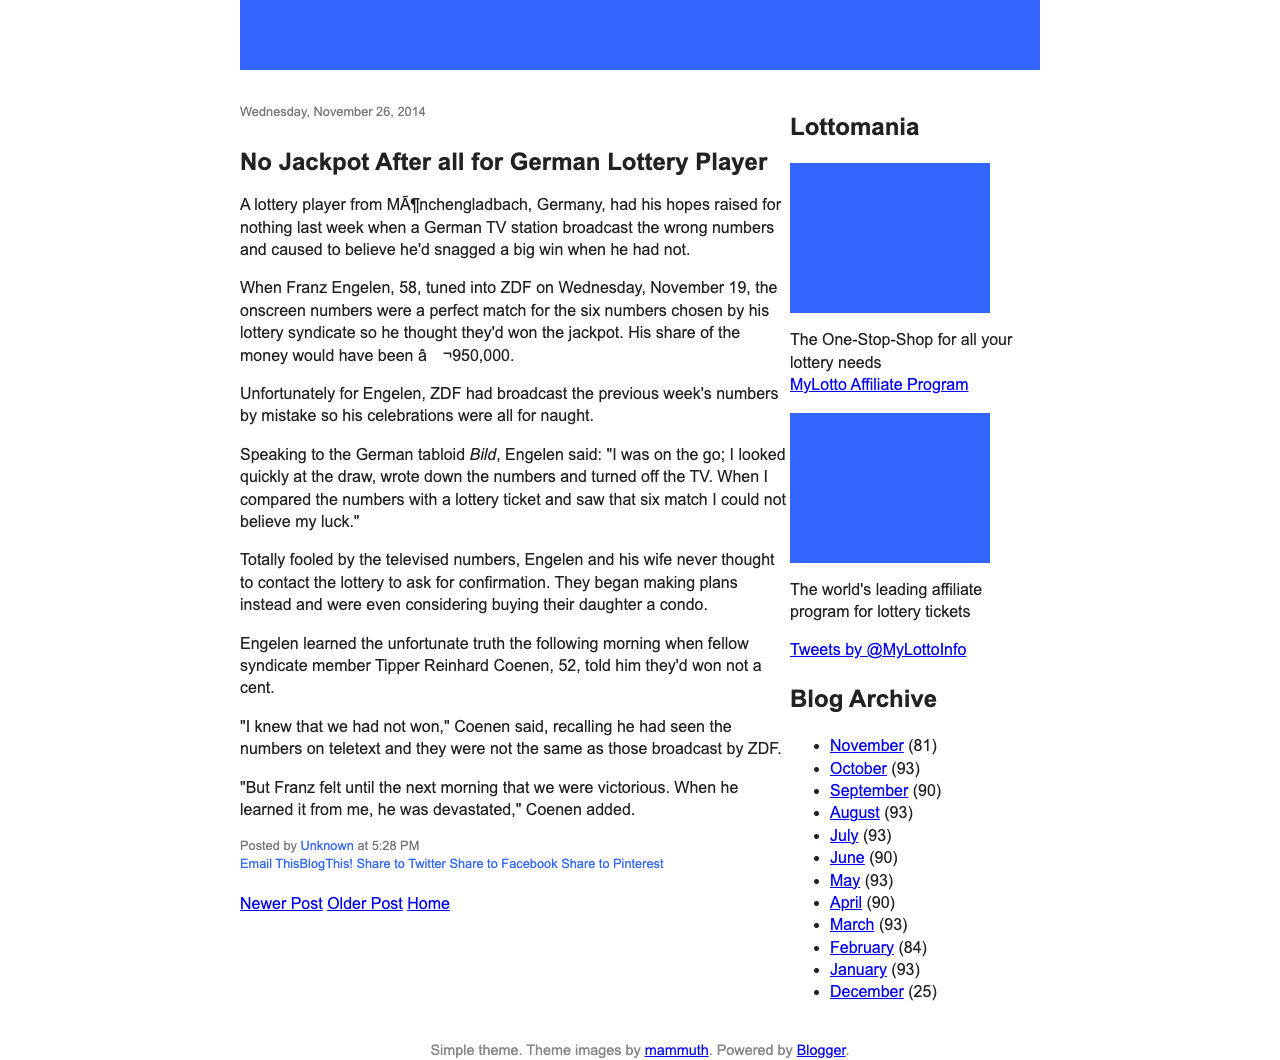 Wednesday, November 26, 2014
No Jackpot After all for German Lottery Player
A lottery player from MÃ¶nchengladbach, Germany, had his hopes raised for
nothing last week when a German TV station broadcast the wrong numbers
and caused to believe he'd snagged a big win when he had not.
When Franz Engelen, 58, tuned into ZDF on Wednesday, November 19, the
onscreen numbers were a perfect match for the six numbers chosen by his
lottery syndicate so he thought they'd won the jackpot. His share of the
money would have been â ¬950,000.
Unfortunately for Engelen, ZDF had broadcast the previous week's numbers
by mistake so his celebrations were all for naught.
Speaking to the German tabloid Bild, Engelen said: "I was on the go; I looked
quickly at the draw, wrote down the numbers and turned off the TV. When I
compared the numbers with a lottery ticket and saw that six match I could not
believe my luck."
Totally fooled by the televised numbers, Engelen and his wife never thought
to contact the lottery to ask for confirmation. They began making plans
instead and were even considering buying their daughter a condo.
Engelen learned the unfortunate truth the following morning when fellow
syndicate member Tipper Reinhard Coenen, 52, told him they'd won not a
cent.
"I knew that we had not won," Coenen said, recalling he had seen the
numbers on teletext and they were not the same as those broadcast by ZDF.
"But Franz felt until the next morning that we were victorious. When he
learned it from me, he was devastated," Coenen added.
Posted by Unknown at 5:28 PM
Email ThisBlogThis! Share to Twitter Share to Facebook Share to Pinterest
Newer Post Older Post Home
Lottomania
The One-Stop-Shop for all your
lottery needs
MyLotto Affiliate Program
The world's leading affiliate
program for lottery tickets
Tweets by @MyLottoInfo
Blog Archive
November (81)
October (93)
September (90)
August (93)
July (93)
June (90)
May (93)
April (90)
March (93)
February (84)
January (93)
December (25)
Simple theme. Theme images by mammuth. Powered by Blogger.